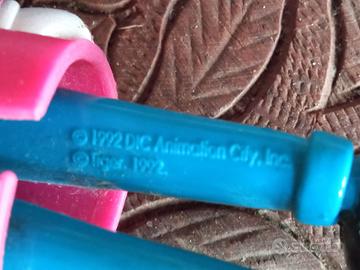 © 1992 DIC Animation City, Inc.
© Tiger. 1992.